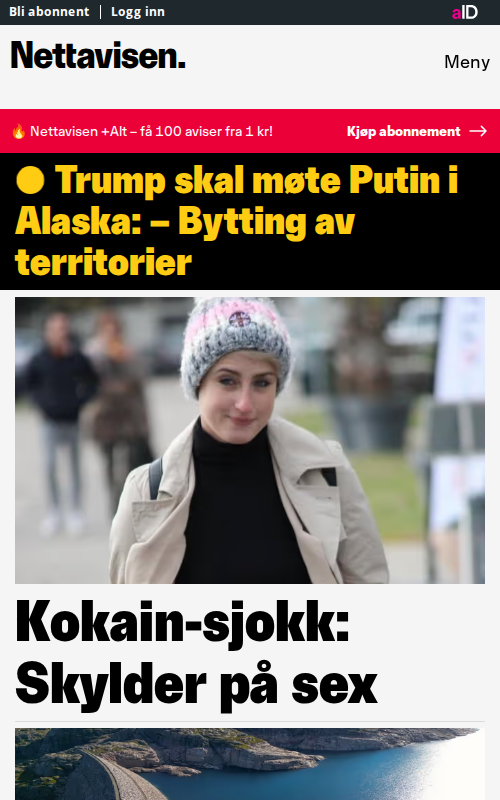 Bli abonnent | Logg inn
aID
Nettavisen.
Meny
🔥 Nettavisen +Alt – få 100 aviser fra 1 kr!
Kjøp abonnement →
Trump skal møte Putin i
Alaska: – Bytting av
territorier
Kokain-sjokk:
Skylder på sex